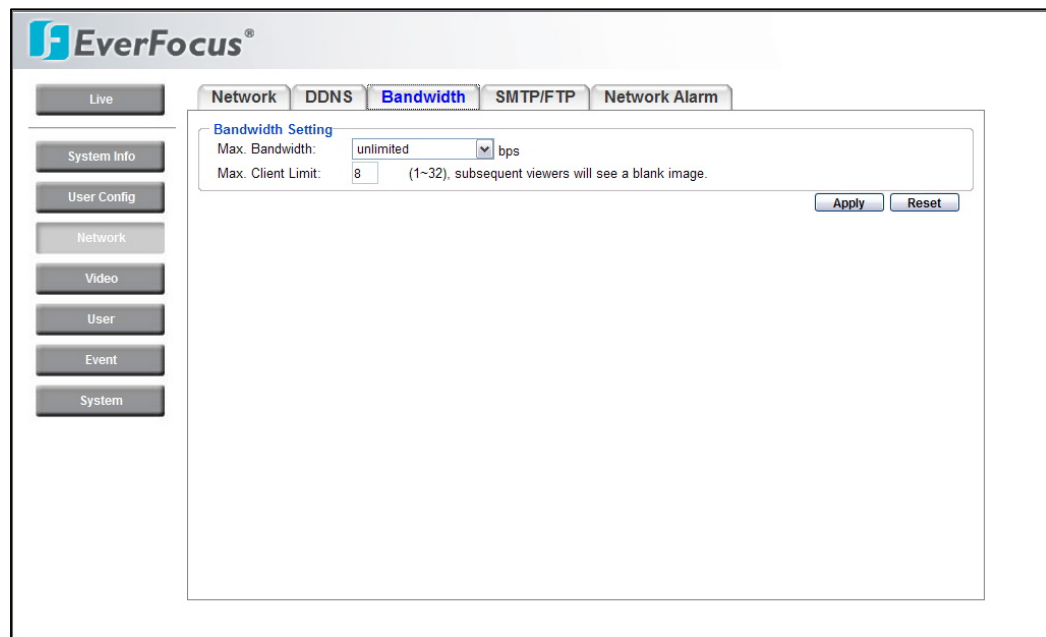 EverFocus®
Live
System Info
User Config
Network
Video
User
Event
System
Network DDNS Bandwidth SMTP/FTP Network Alarm
Bandwidth Setting
Max. Bandwidth: unlimited bps
Max. Client Limit: 8 (1~32), subsequent viewers will see a blank image.
Apply Reset